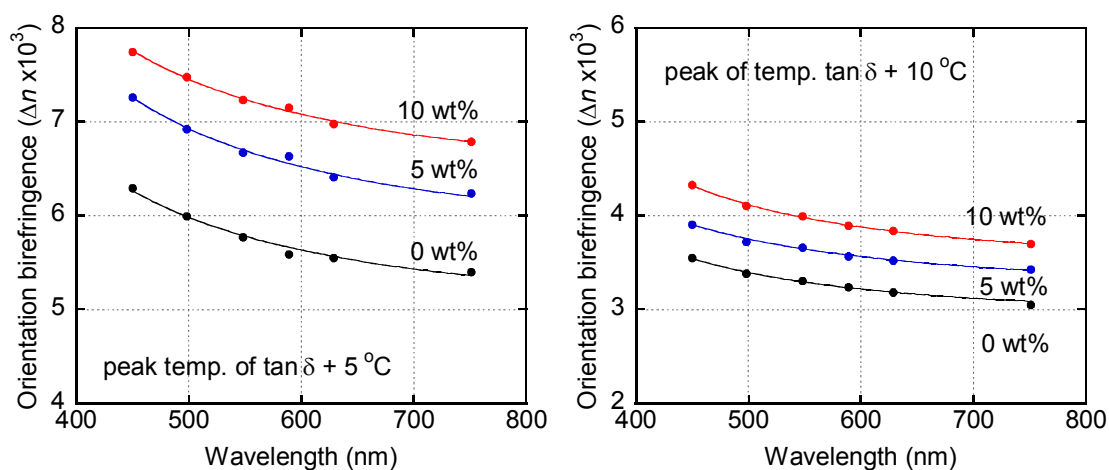 Orientation birefringence (Δn x10³)
8
7
6
5
4
10 wt%
5 wt%
0 wt%
peak temp. of tan δ + 5 °C
400 500 600 700 800
Wavelength (nm)
Orientation birefringence (Δn x10³)
6
5
4
3
2
peak of temp. tan δ + 10 °C
10 wt%
5 wt%
0 wt%
400 500 600 700 800
Wavelength (nm)